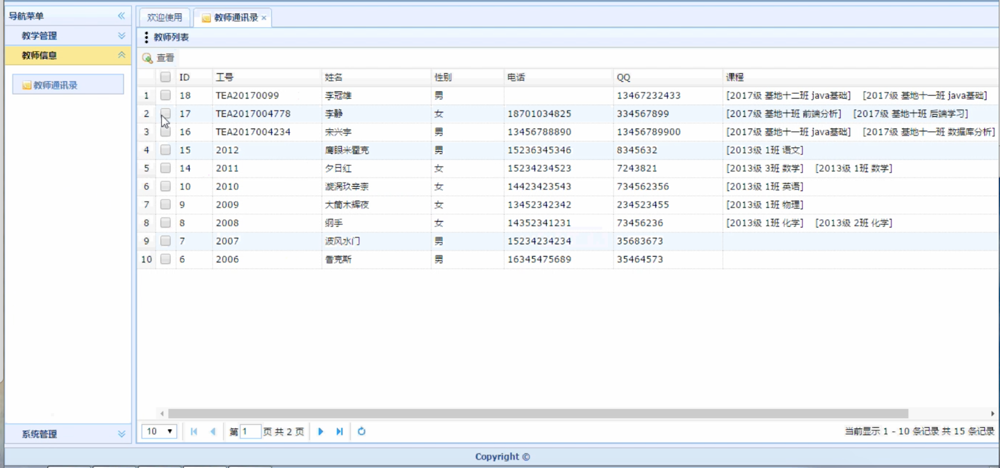 导航菜单
欢迎使用 教师通讯录
教学管理
教师列表
教师信息
查看
教师通讯录
ID 工号 姓名 性别 电话 QQ 课程
1 18 TEA20170099 李冠雄 男 13467232433 [2017级 基地十二班 java基础] [2017级 基地十一班 java基础]
2 17 TEA2017004778 李静 女 18701034825 334567899 [2017级 基地十班 前端分析] [2017级 基地十班 后端学习]
3 16 TEA2017004234 宋兴宇 男 13456788890 13456789900 [2017级 基地十一班 java基础] [2017级 基地十一班 数据库分析]
4 15 2012 鹰眼米霍克 男 15236345346 8345632 [2013级 1班 语文]
5 14 2011 夕日红 女 15234234523 7243821 [2013级 3班 数学] [2013级 1班 数学]
6 10 2010 漩涡玖辛奈 女 14423423543 734562356 [2013级 1班 英语]
7 9 2009 大筒木辉夜 女 13452342342 234523455 [2013级 1班 物理]
8 8 2008 纲手 女 14352341231 73456236 [2013级 1班 化学] [2013级 2班 化学]
9 7 2007 波风水门 男 15234234234 35683673
10 6 2006 香克斯 男 16345475689 35464573
系统管理
10 第 1 页 共 2 页 当前显示 1 - 10 条记录 共 15 条记录
Copyright ©